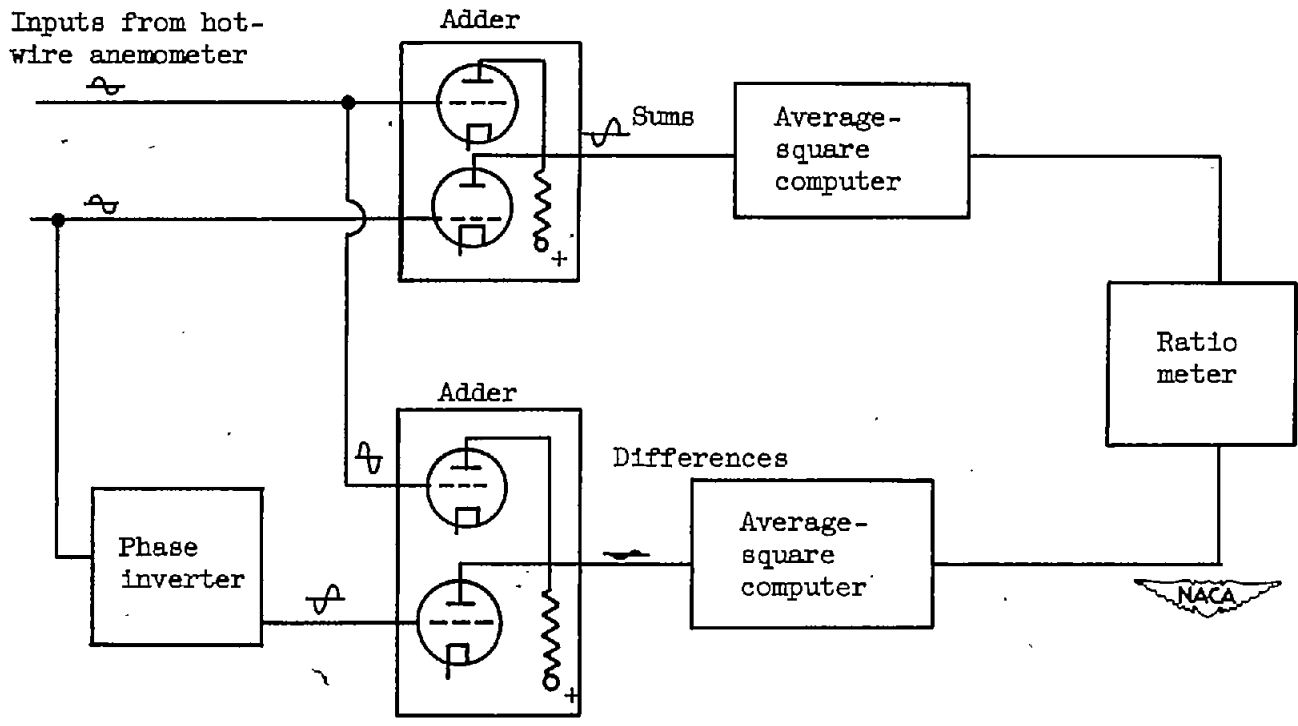 Inputs from hot-
wire anemometer
Adder
Sums
Average-
square
computer
+
Ratio
meter
Adder
Differences
Phase
inverter
Average-
square
computer
NACA
+